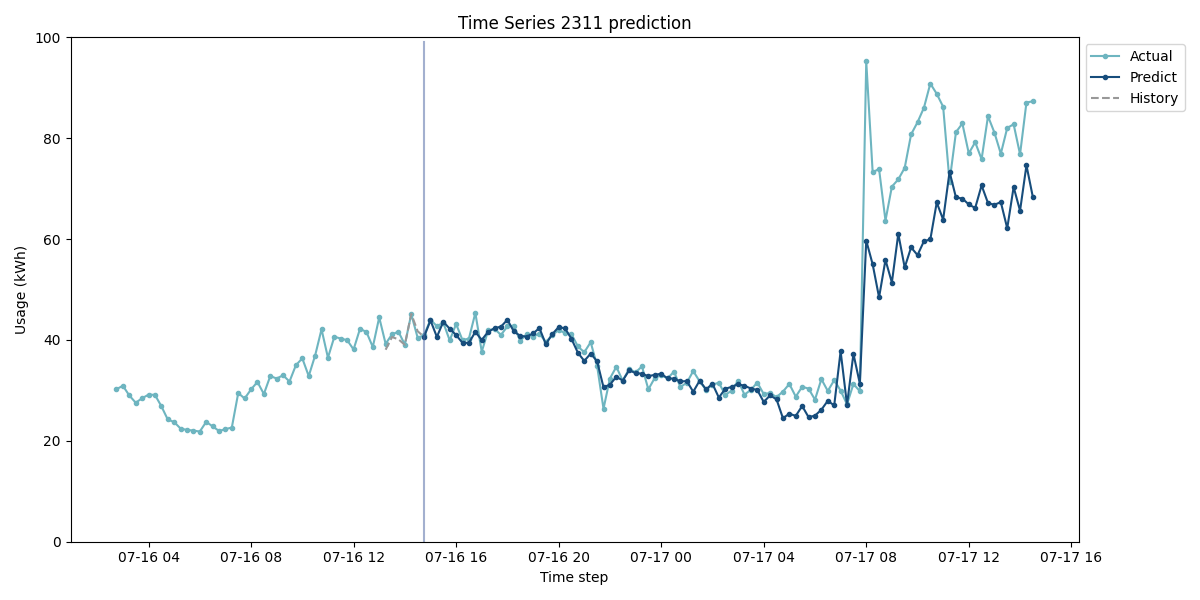 Time Series 2311 prediction
Usage (kWh)
100
80
60
40
20
0
07-16 04
07-16 08
07-16 12
07-16 16
07-16 20
07-17 00
07-17 04
07-17 08
07-17 12
07-17 16
Time step
Actual
Predict
History